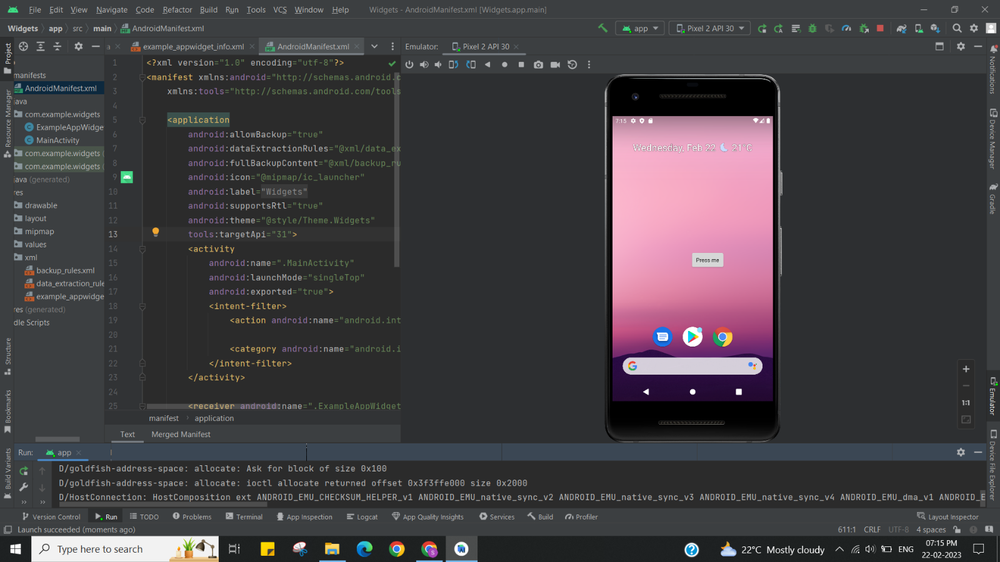 File Edit View Navigate Code Refactor Build Run Tools VCS Window Help Widgets - AndroidManifest.xml [Widgets.app.main]
Widgets app src main AndroidManifest.xml app Pixel 2 API 30
Project
Resource Manager
Structure
Bookmarks
Build Variants
manifests
AndroidManifest.xml
ava
com.example.widgets
ExampleAppWidge
MainActivity
com.example.widgets
com.example.widgets
ava (generated)
res
drawable
layout
mipmap
values
xml
backup_rules.xml
data_extraction_rule
example_appwidge
res (generated)
dle Scripts
a example_appwidget_info.xml AndroidManifest.xml
1 <?xml version="1.0" encoding="utf-8"?>
2 <manifest xmlns:android="http://schemas.android.c
3 xmlns:tools="http://schemas.android.com/tools
4
5 <application
6 android:allowBackup="true"
7 android:dataExtractionRules="@xml/data_ex
8 android:fullBackupContent="@xml/backup_ru
9 android:icon="@mipmap/ic_launcher"
10 android:label="Widgets"
11 android:supportsRtl="true"
12 android:theme="@style/Theme.Widgets"
13 tools:targetApi="31">
14 <activity
15 android:name=".MainActivity"
16 android:launchMode="singleTop"
17 android:exported="true">
18 <intent-filter>
19 <action android:name="android.int
20
21 <category android:name="android.i
22 </intent-filter>
23 </activity>
24
25 <receiver android:name=".ExampleAppWidget
manifest application
Text Merged Manifest
Emulator: Pixel 2 API 30
7:15
Wednesday, Feb 22 21°C
Press me
1:1
Notifications
Device Manager
Gradle
Emulator
Device File Explorer
Run: app
D/goldfish-address-space: allocate: Ask for block of size 0x100
D/goldfish-address-space: allocate: ioctl allocate returned offset 0x3f3ffe000 size 0x2000
D/HostConnection: HostComposition ext ANDROID_EMU_CHECKSUM_HELPER_v1 ANDROID_EMU_native_sync_v2 ANDROID_EMU_native_sync_v3 ANDROID_EMU_native_sync_v4 ANDROID_EMU_dma_v1 ANDROID_E
Version Control Run TODO Problems Terminal App Inspection Logcat App Quality Insights Services Build Profiler Layout Inspector
Launch succeeded (moments ago) 611:1 CRLF UTF-8 4 spaces
Type here to search 22°C Mostly cloudy ENG 07:15 PM
22-02-2023